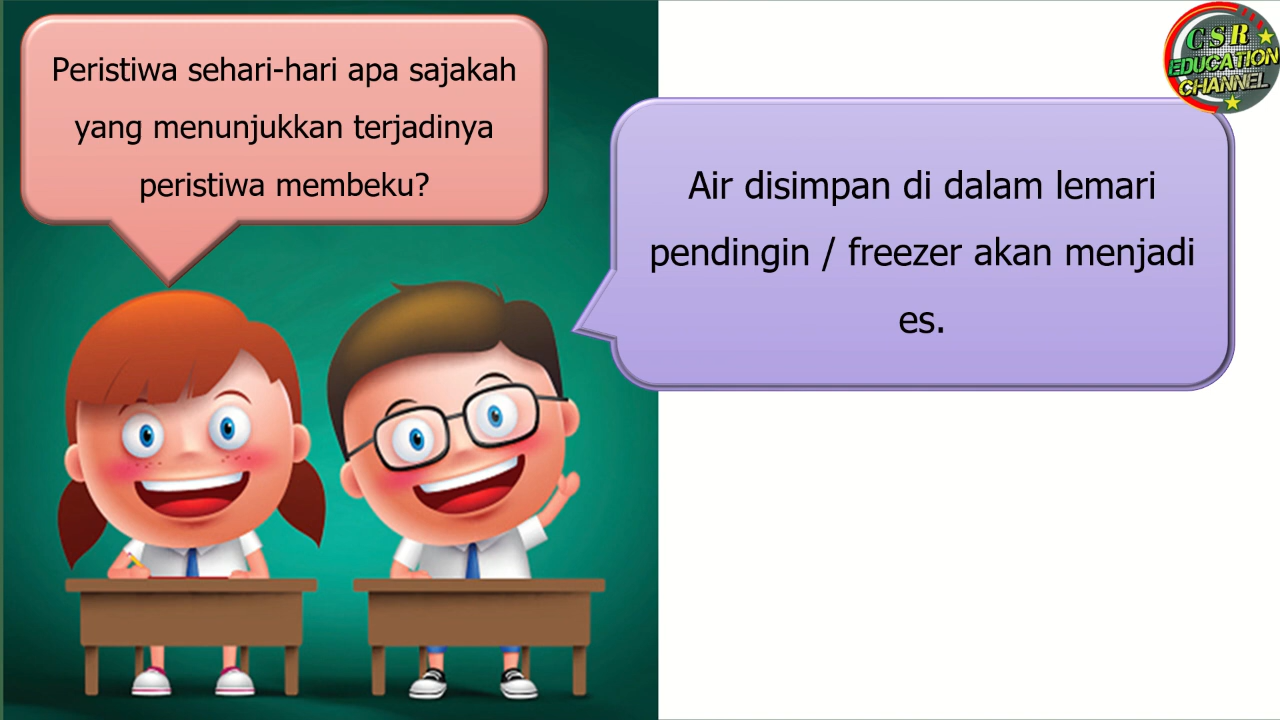 Peristiwa sehari-hari apa sajakah
yang menunjukkan terjadinya
peristiwa membeku?
Air disimpan di dalam lemari
pendingin / freezer akan menjadi
es.
CSR
EDUCATION
CHANNEL